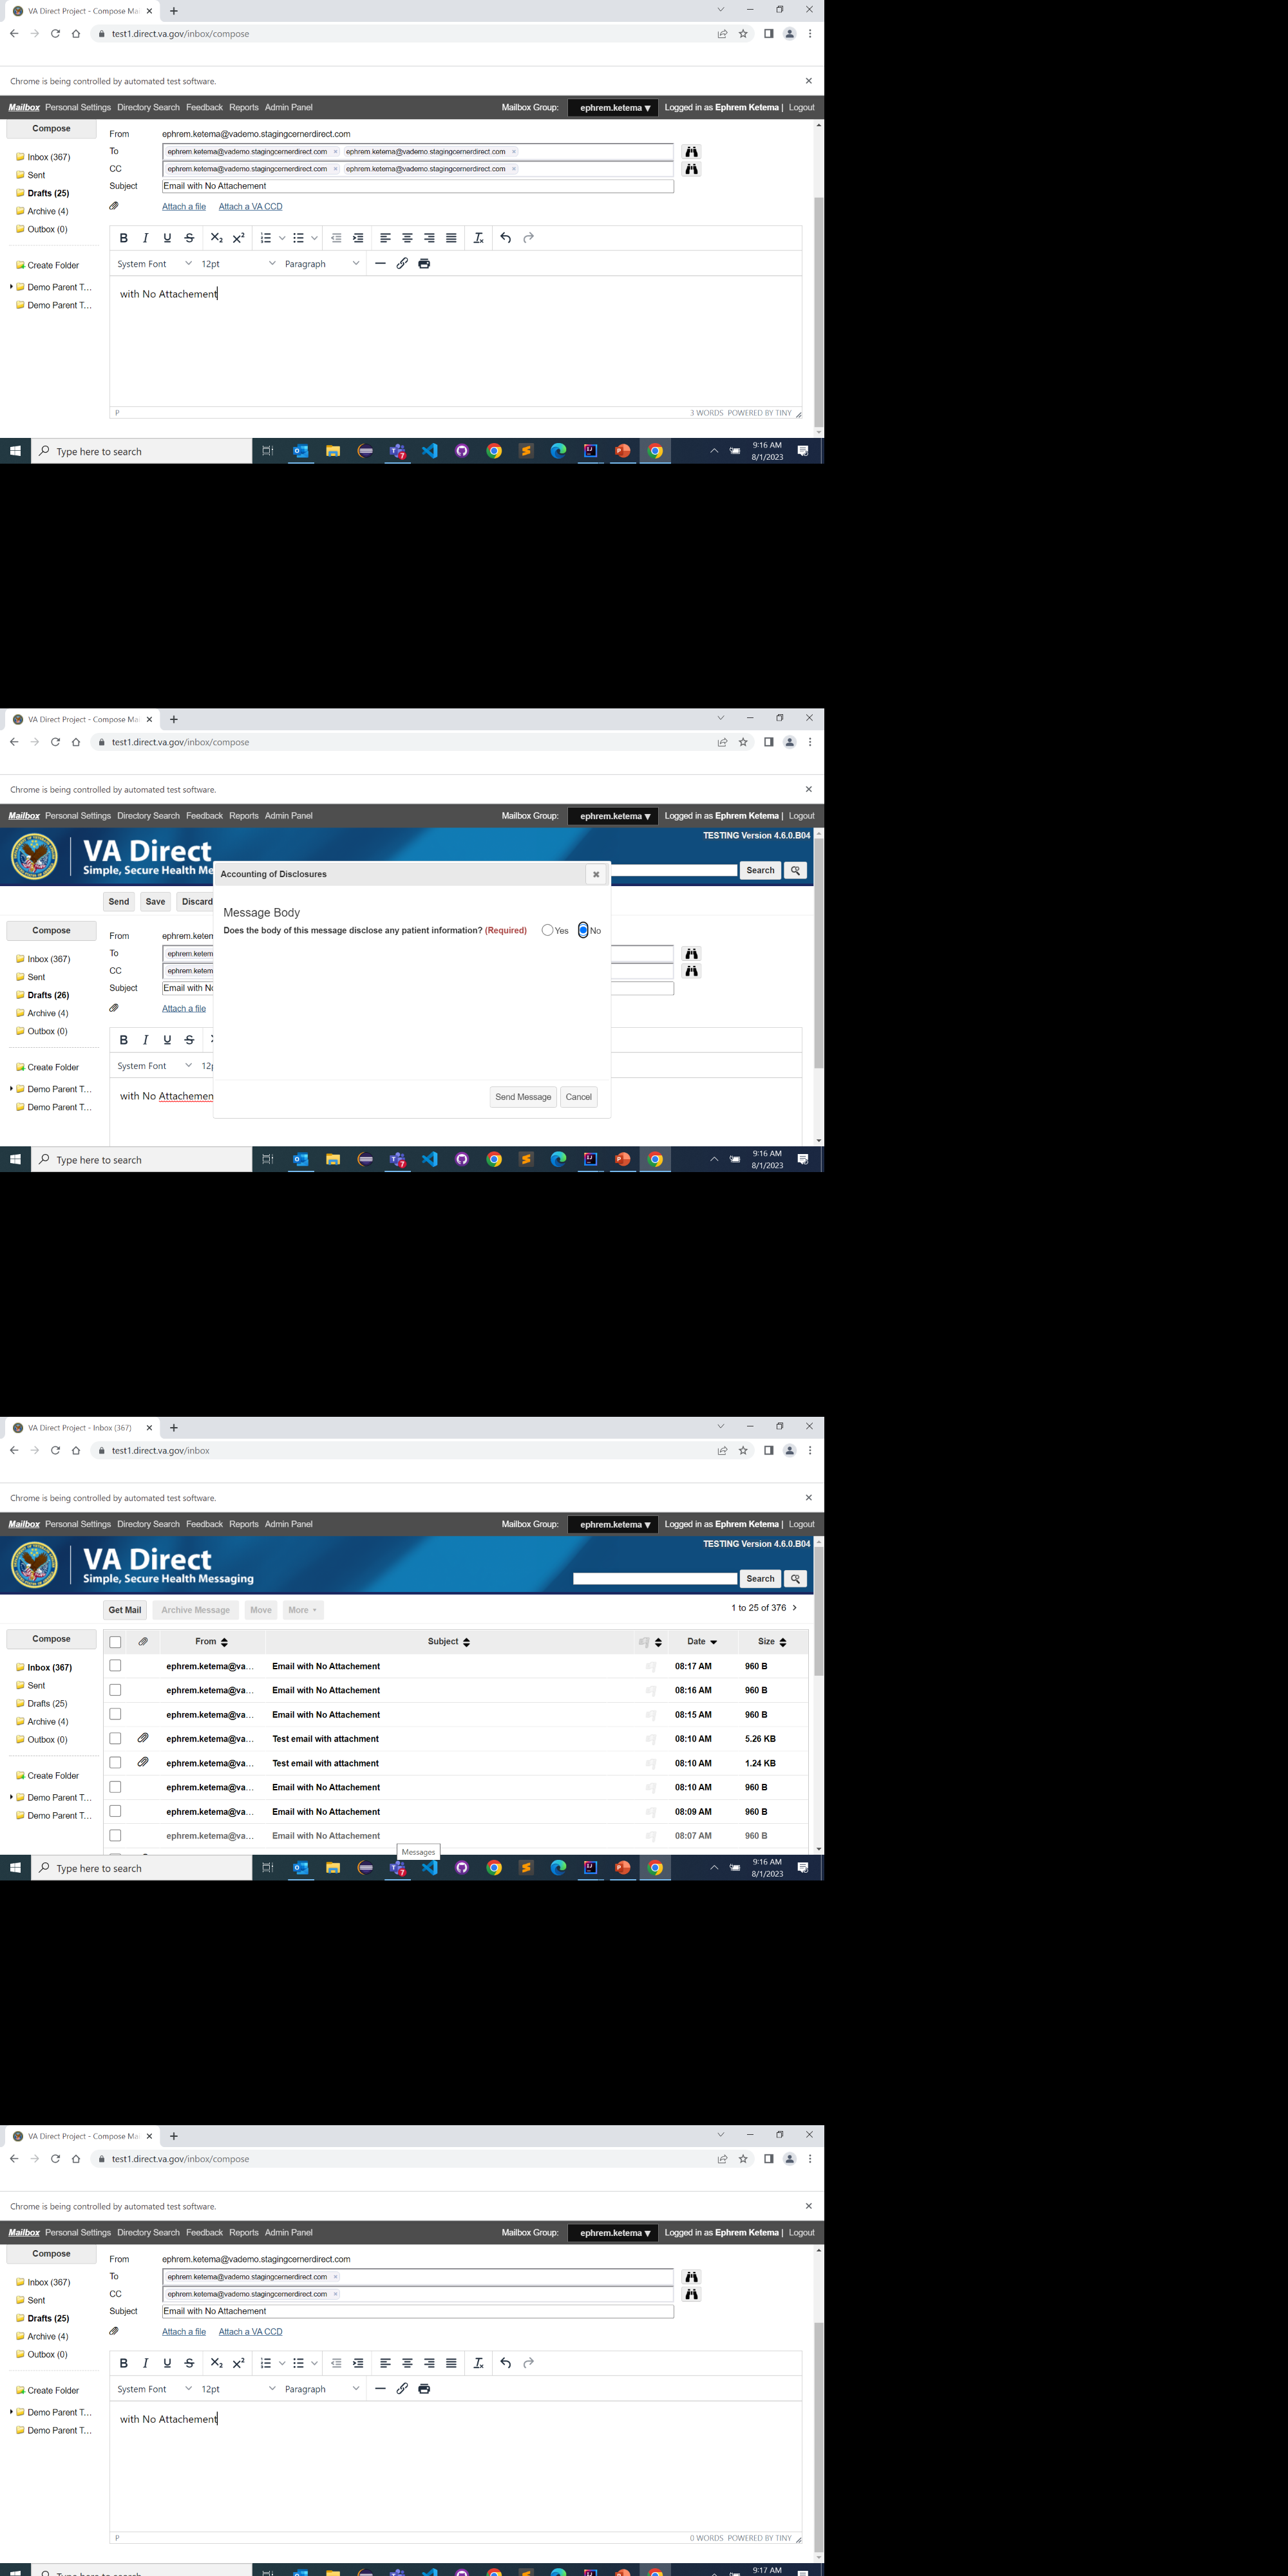 VA Direct Project - Compose Ma
test1.direct.va.gov/inbox/compose
Chrome is being controlled by automated test software.
Mailbox Personal Settings Directory Search Feedback Reports Admin Panel Mailbox Group: ephrem.ketema ▼ Logged in as Ephrem Ketema | Logout
Compose
From ephrem.ketema@vademo.stagingcernerdirect.com
Inbox (367)
To ephrem.ketema@vademo.stagingcernerdirect.com × ephrem.ketema@vademo.stagingcernerdirect.com ×
Sent
CC ephrem.ketema@vademo.stagingcernerdirect.com × ephrem.ketema@vademo.stagingcernerdirect.com ×
Drafts (25)
Subject Email with No Attachement
Archive (4)
Attach a file Attach a VA CCD
Outbox (0)
Create Folder
System Font 12pt Paragraph
Demo Parent T...
with No Attachement
Demo Parent T...
P 3 WORDS POWERED BY TINY
Type here to search
9:16 AM
8/1/2023
VA Direct Project - Compose Ma
test1.direct.va.gov/inbox/compose
Chrome is being controlled by automated test software.
Mailbox Personal Settings Directory Search Feedback Reports Admin Panel Mailbox Group: ephrem.ketema ▼ Logged in as Ephrem Ketema | Logout
TESTING Version 4.6.0.B04
VA Direct
Simple, Secure Health Me
Search
Accounting of Disclosures
Send Save Discard
Message Body
Does the body of this message disclose any patient information? (Required) Yes No
Compose
From ephrem.ketem
Inbox (367)
To ephrem.ketem
Sent
CC ephrem.ketem
Drafts (26)
Subject Email with No
Archive (4)
Attach a file
Outbox (0)
Create Folder
System Font 12p
Demo Parent T...
with No Attachemen
Demo Parent T...
Send Message Cancel
Type here to search
9:16 AM
8/1/2023
VA Direct Project - Inbox (367)
test1.direct.va.gov/inbox
Chrome is being controlled by automated test software.
Mailbox Personal Settings Directory Search Feedback Reports Admin Panel Mailbox Group: ephrem.ketema ▼ Logged in as Ephrem Ketema | Logout
TESTING Version 4.6.0.B04
VA Direct
Simple, Secure Health Messaging
Search
Get Mail Archive Message Move More 1 to 25 of 376
Compose
Inbox (367)
Sent
Drafts (25)
Archive (4)
Outbox (0)
Create Folder
Demo Parent T...
Demo Parent T...
From Subject Date Size
ephrem.ketema@va... Email with No Attachement 08:17 AM 960 B
ephrem.ketema@va... Email with No Attachement 08:16 AM 960 B
ephrem.ketema@va... Email with No Attachement 08:15 AM 960 B
ephrem.ketema@va... Test email with attachment 08:10 AM 5.26 KB
ephrem.ketema@va... Test email with attachment 08:10 AM 1.24 KB
ephrem.ketema@va... Email with No Attachement 08:10 AM 960 B
ephrem.ketema@va... Email with No Attachement 08:09 AM 960 B
ephrem.ketema@va... Email with No Attachement 08:07 AM 960 B
Messages
Type here to search
9:16 AM
8/1/2023
VA Direct Project - Compose Ma
test1.direct.va.gov/inbox/compose
Chrome is being controlled by automated test software.
Mailbox Personal Settings Directory Search Feedback Reports Admin Panel Mailbox Group: ephrem.ketema ▼ Logged in as Ephrem Ketema | Logout
Compose
From ephrem.ketema@vademo.stagingcernerdirect.com
Inbox (367)
To ephrem.ketema@vademo.stagingcernerdirect.com ×
Sent
CC ephrem.ketema@vademo.stagingcernerdirect.com ×
Drafts (25)
Subject Email with No Attachement
Archive (4)
Attach a file Attach a VA CCD
Outbox (0)
Create Folder
System Font 12pt Paragraph
Demo Parent T...
with No Attachement
Demo Parent T...
P 0 WORDS POWERED BY TINY
9:17 AM